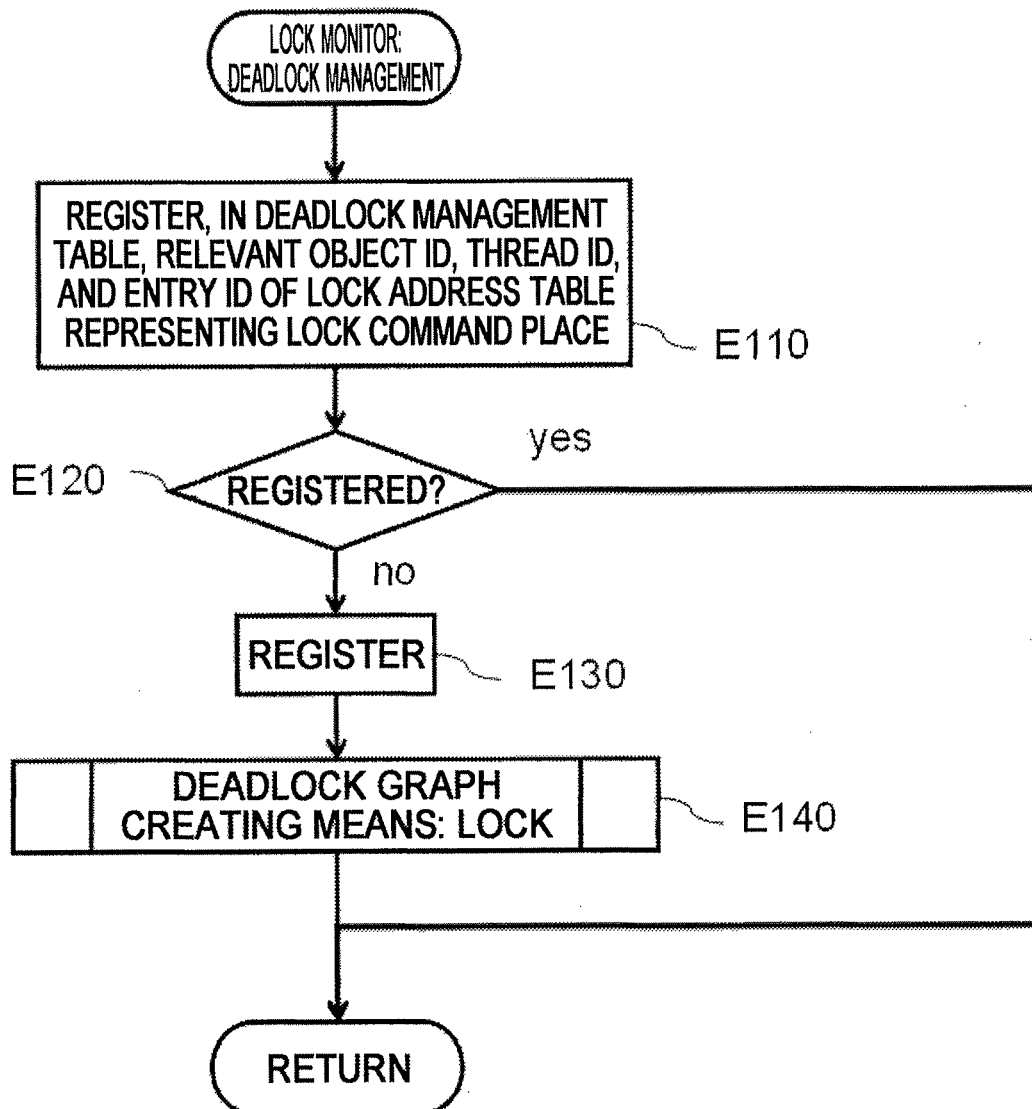 LOCK MONITOR:
DEADLOCK MANAGEMENT
REGISTER, IN DEADLOCK MANAGEMENT
TABLE, RELEVANT OBJECT ID, THREAD ID,
AND ENTRY ID OF LOCK ADDRESS TABLE
REPRESENTING LOCK COMMAND PLACE
E110
yes
E120
REGISTERED?
no
REGISTER
E130
DEADLOCK GRAPH
CREATING MEANS: LOCK
E140
RETURN